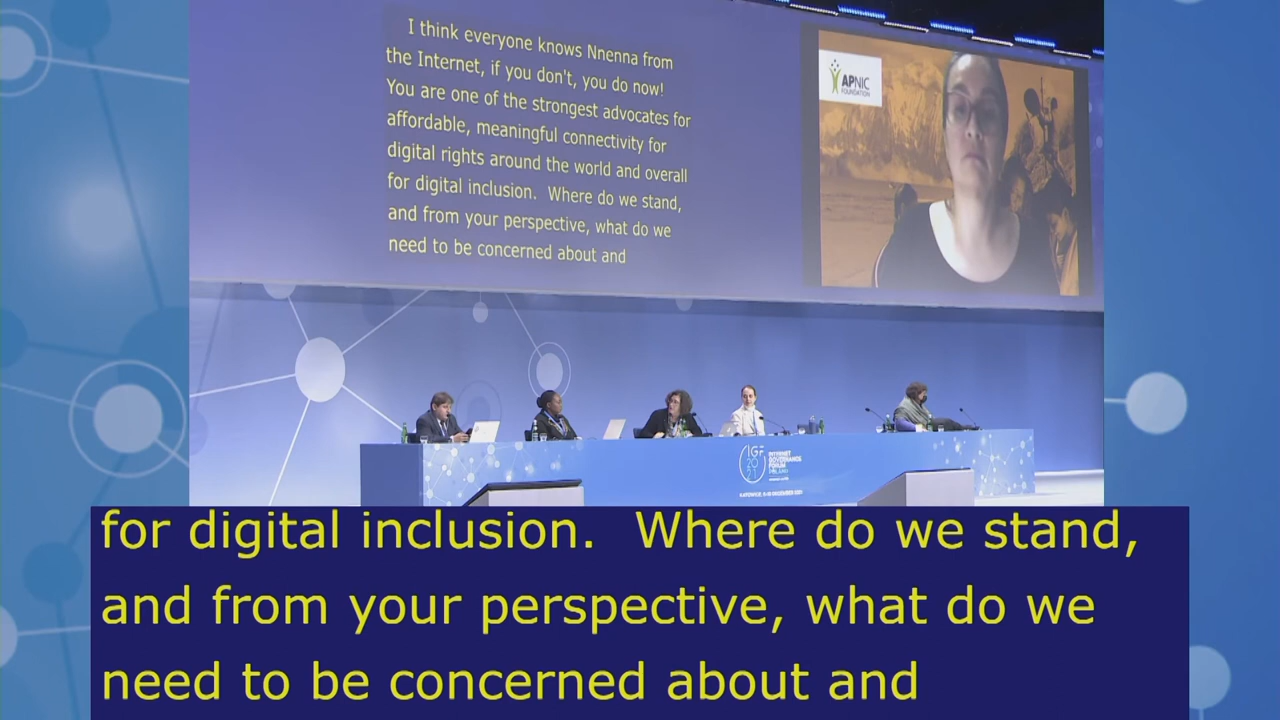 I think everyone knows Nnenna from
the Internet, if you don't, you do now!
You are one of the strongest advocates for
affordable, meaningful connectivity for
digital rights around the world and overall
for digital inclusion.  Where do we stand,
and from your perspective, what do we
need to be concerned about and
APNIC
FOUNDATION
IGF
20
21
INTERNET
GOVERNANCE
FORUM
POLAND
for digital inclusion.  Where do we stand,
and from your perspective, what do we
need to be concerned about and